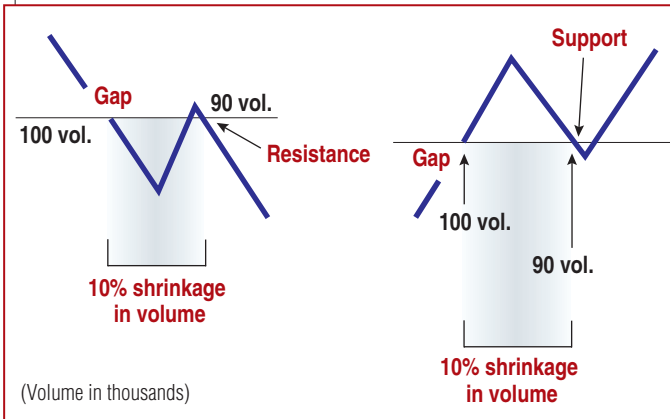 Gap
90 vol.
100 vol.
Resistance
10% shrinkage
in volume
(Volume in thousands)
Support
Gap
100 vol.
90 vol.
10% shrinkage
in volume